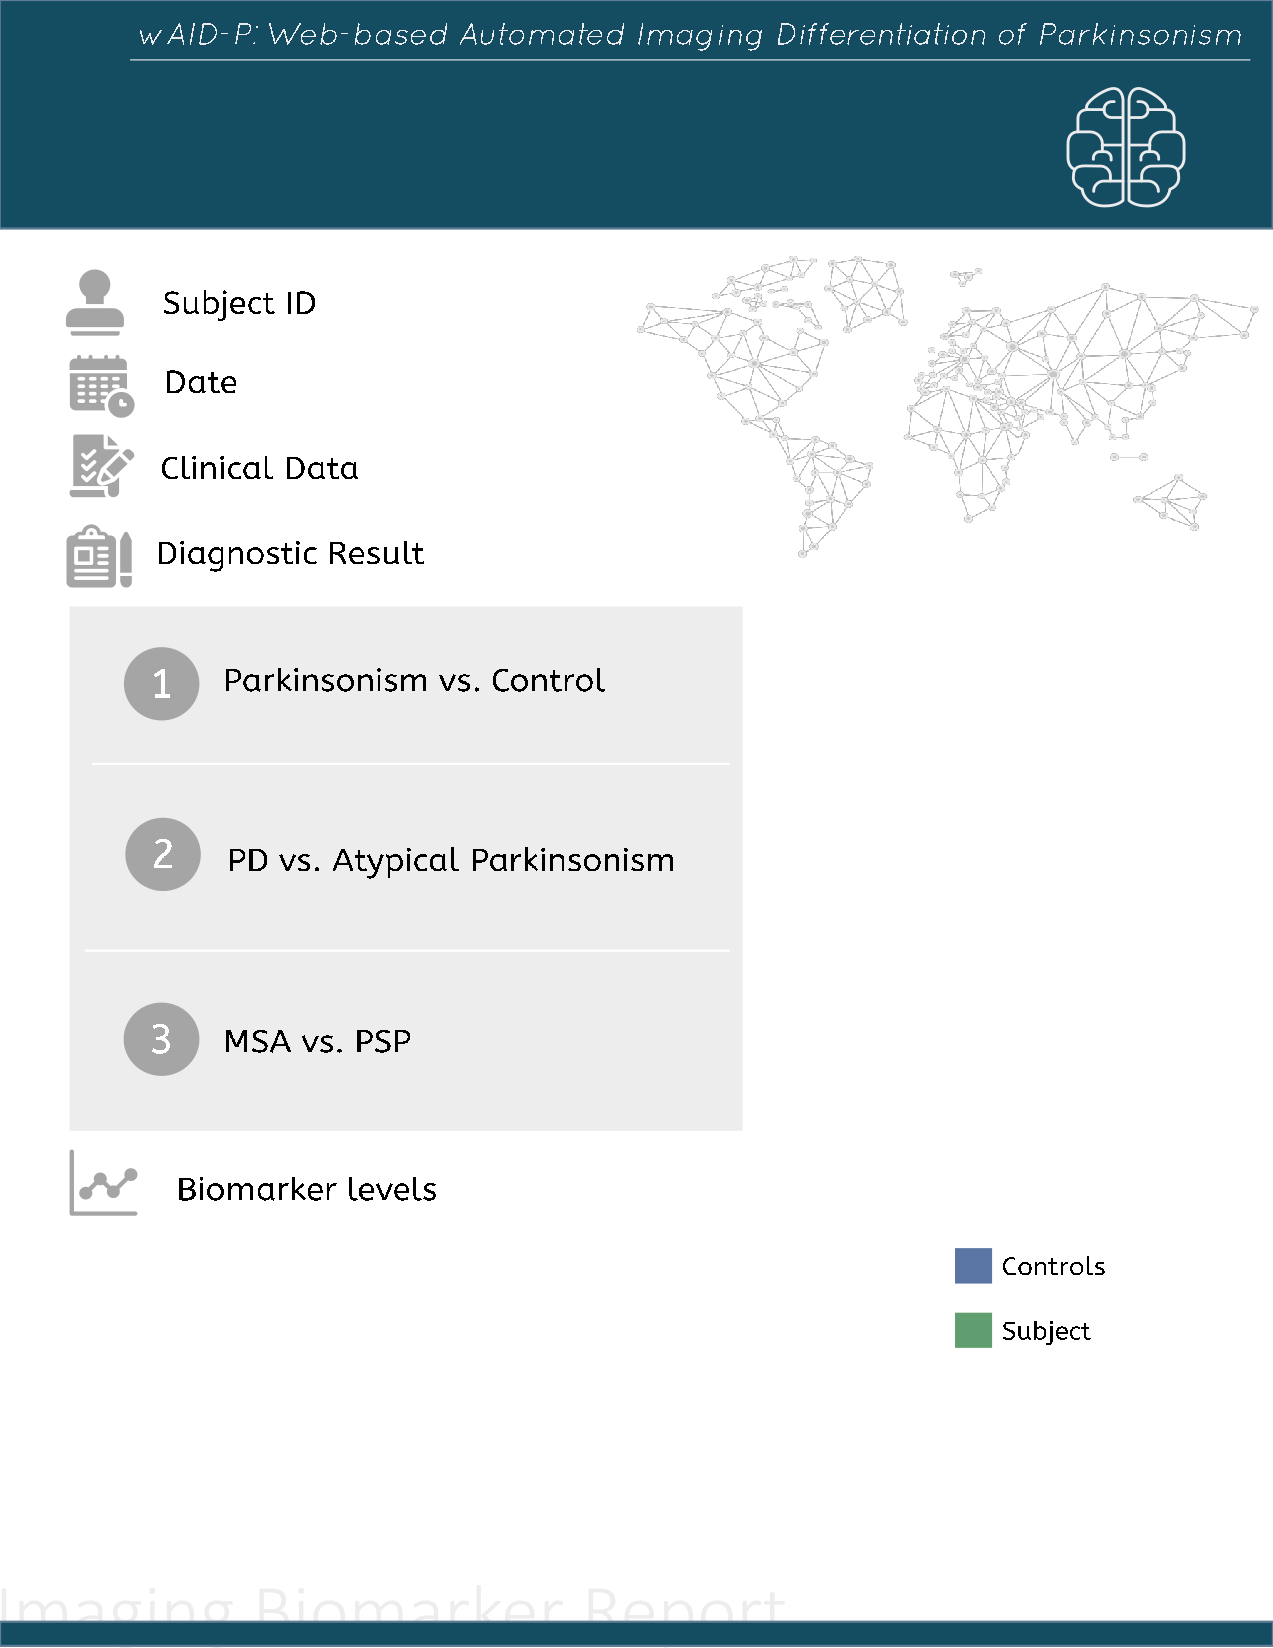 wAID-P: Web-based Automated Imaging Differentiation of Parkinsonism
Subject ID
Date
Clinical Data
Diagnostic Result
1
Parkinsonism vs. Control
2
PD vs. Atypical Parkinsonism
3
MSA vs. PSP
Biomarker levels
Controls
Subject
Imaging Biomarker Report